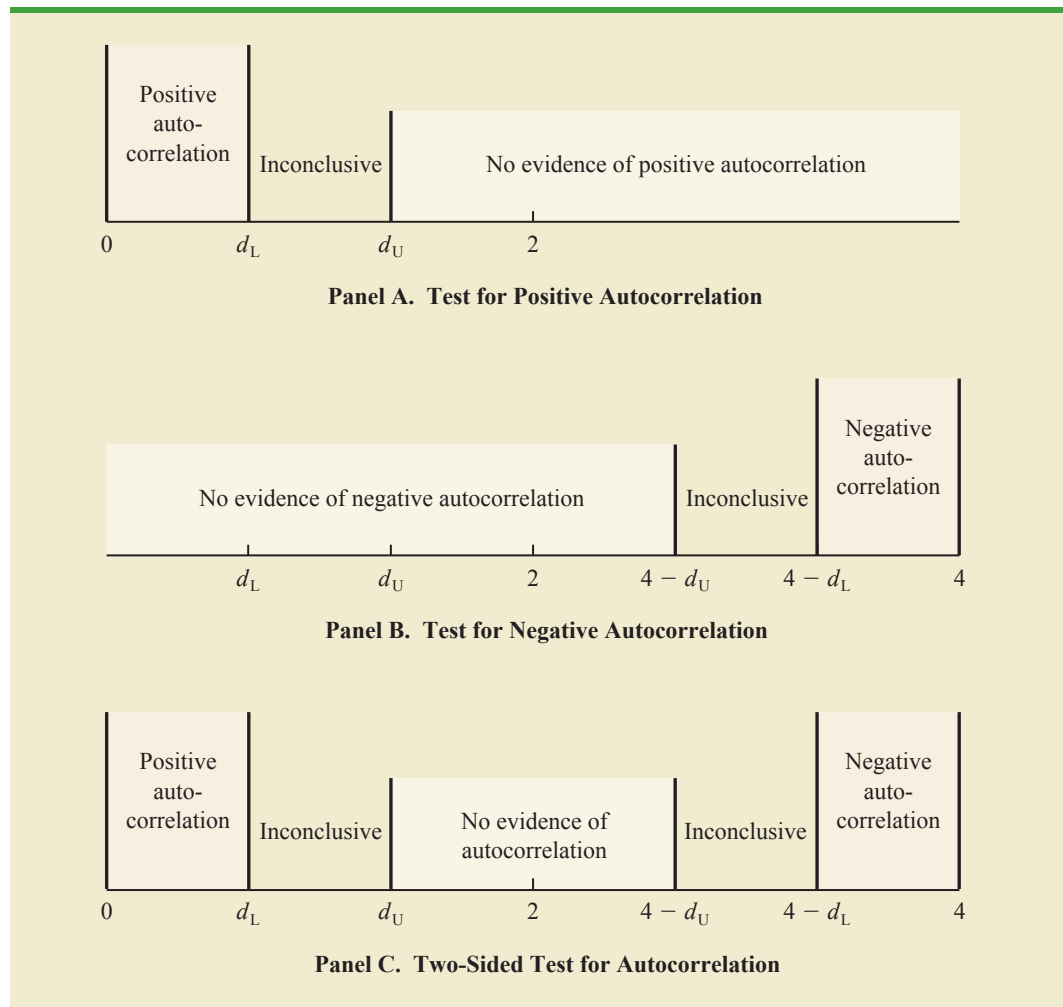 Positive
auto-
correlation
Inconclusive
No evidence of positive autocorrelation
0 d_L d_U 2
Panel A. Test for Positive Autocorrelation
No evidence of negative autocorrelation
Inconclusive
Negative
auto-
correlation
d_L d_U 2 4 − d_U 4 − d_L 4
Panel B. Test for Negative Autocorrelation
Positive
auto-
correlation
Inconclusive
No evidence of
autocorrelation
Inconclusive
Negative
auto-
correlation
0 d_L d_U 2 4 − d_U 4 − d_L 4
Panel C. Two-Sided Test for Autocorrelation